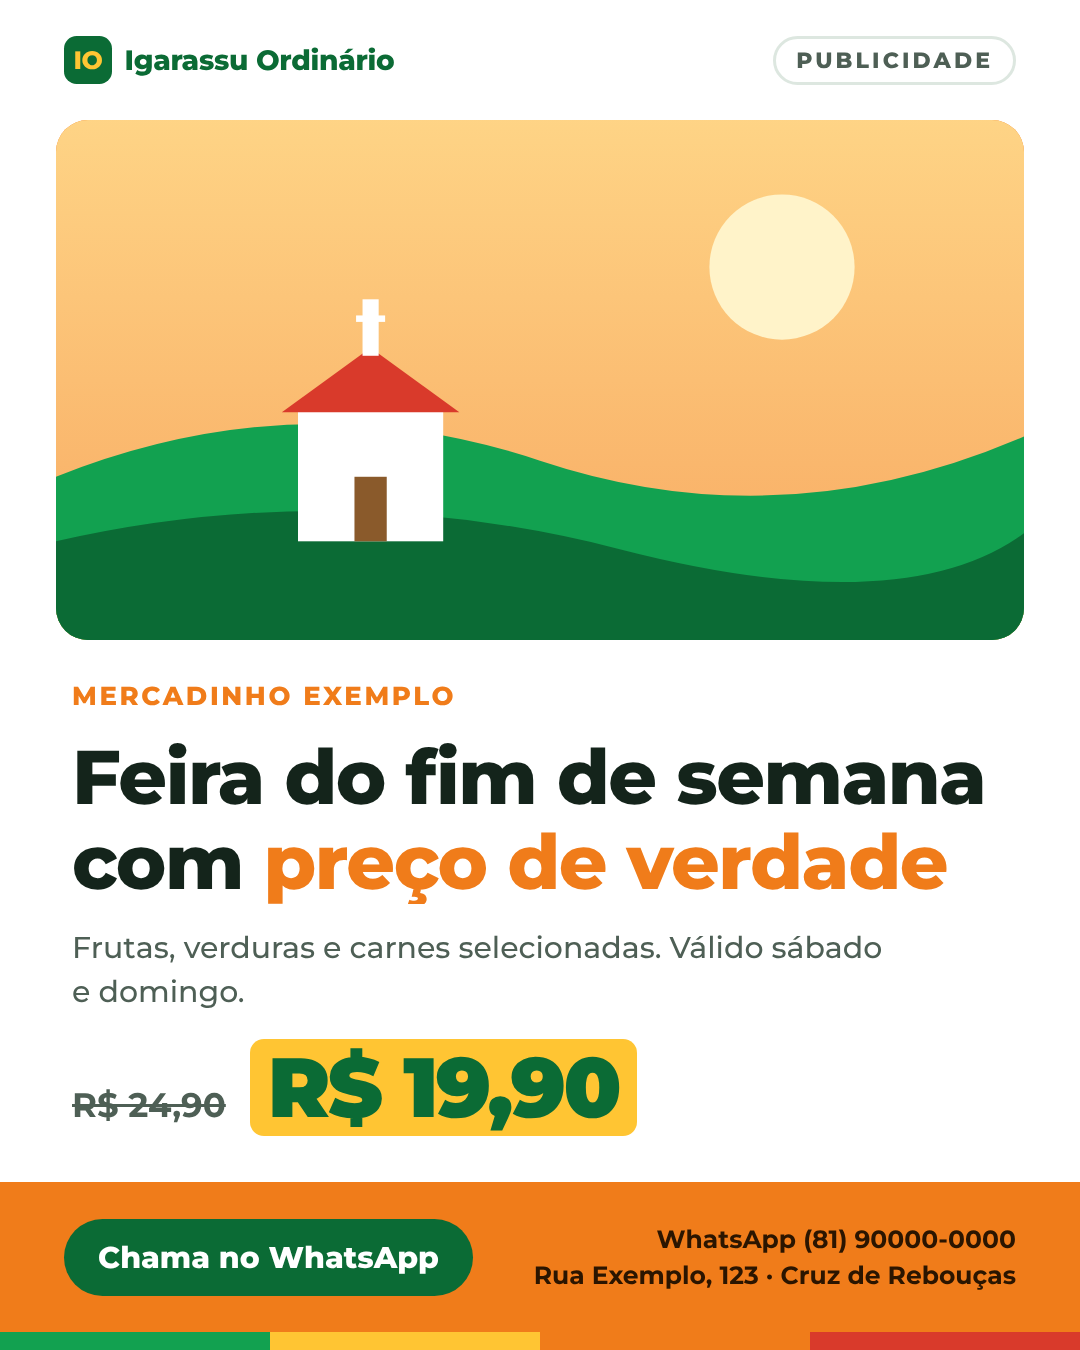 IO Igarassu Ordinário
PUBLICIDADE
MERCADINHO EXEMPLO
Feira do fim de semana
com preço de verdade
Frutas, verduras e carnes selecionadas. Válido sábado
e domingo.
R$ 24,90 R$ 19,90
Chama no WhatsApp
WhatsApp (81) 90000-0000
Rua Exemplo, 123 · Cruz de Rebouças